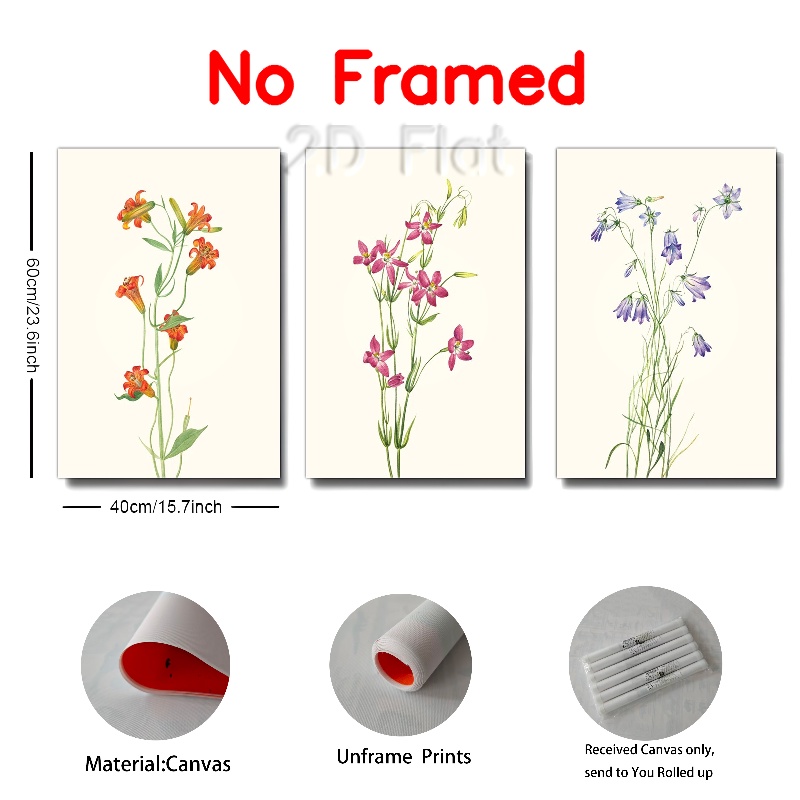 No Framed
2D Flat
60cm/23.6inch
40cm/15.7inch
Material:Canvas
Unframe Prints
Received Canvas only,
send to You Rolled up